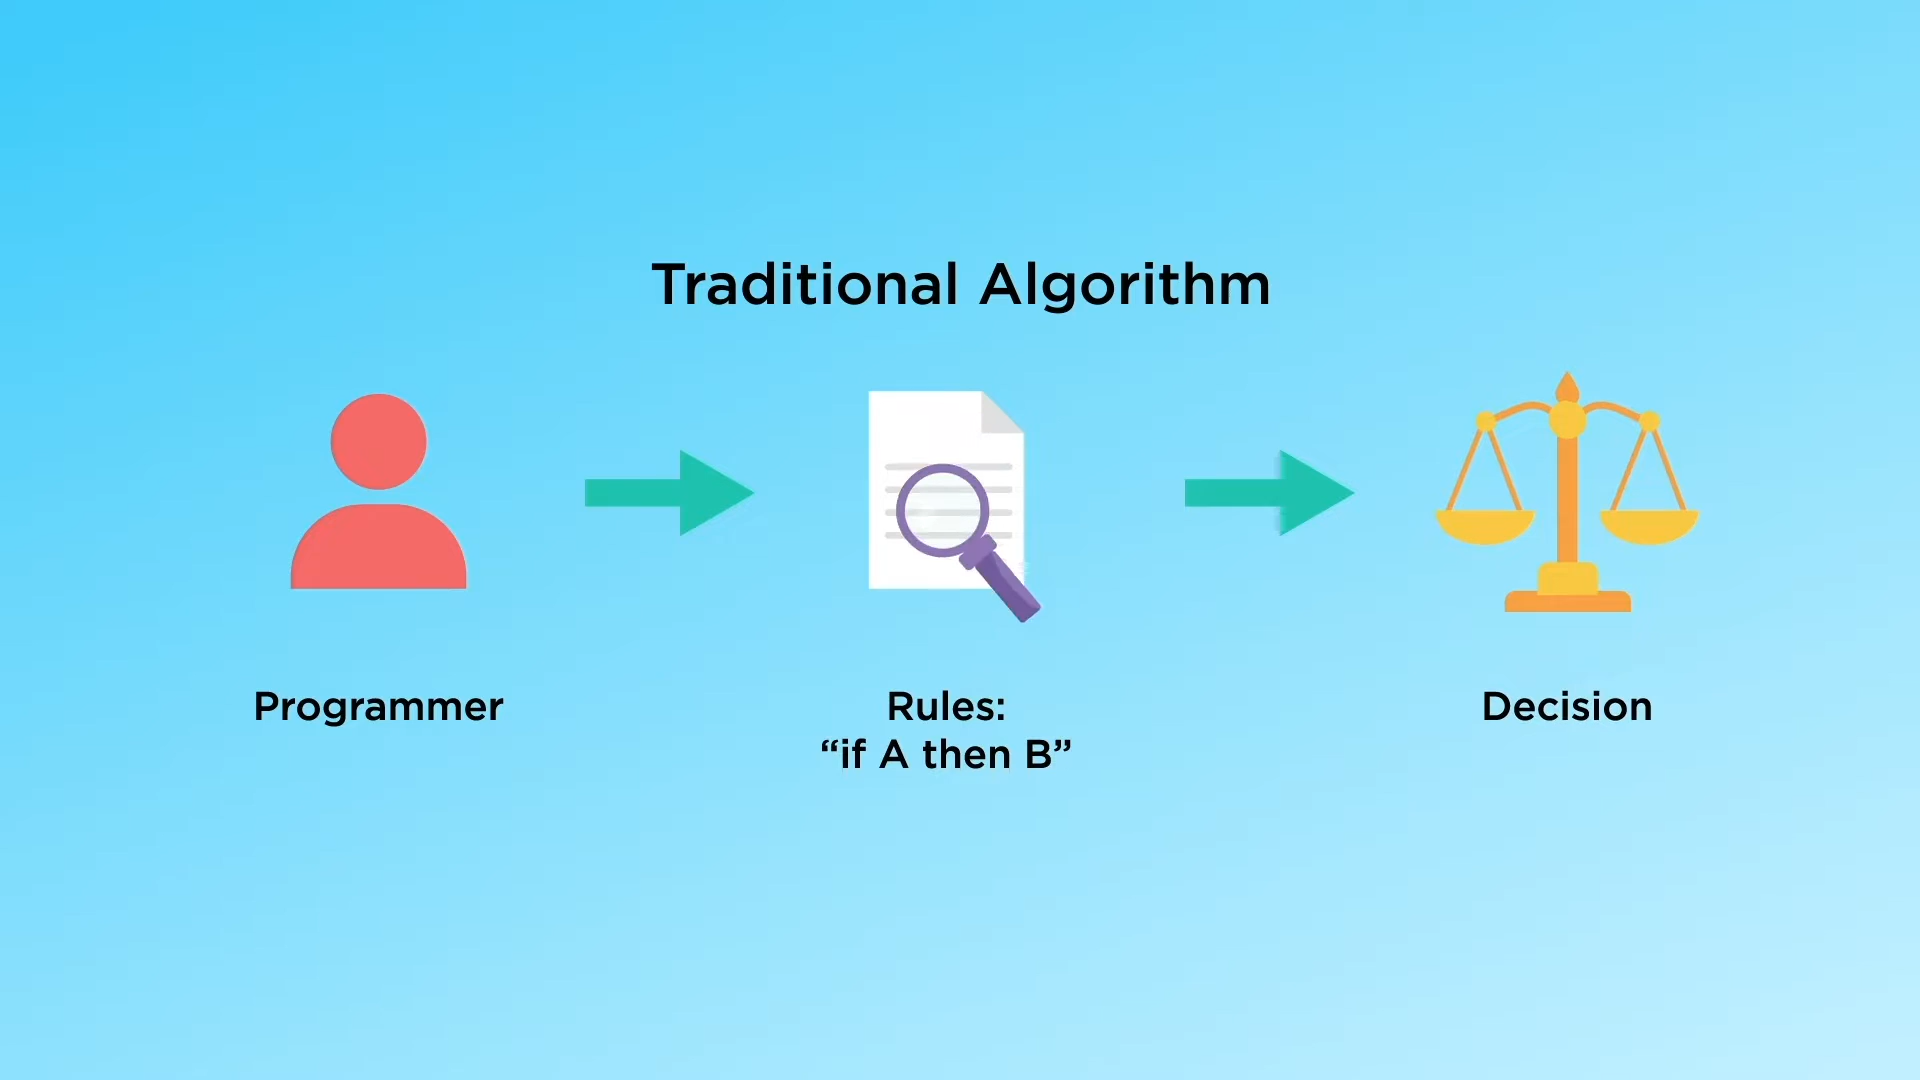 Traditional Algorithm
Programmer
Rules:
“if A then B”
Decision